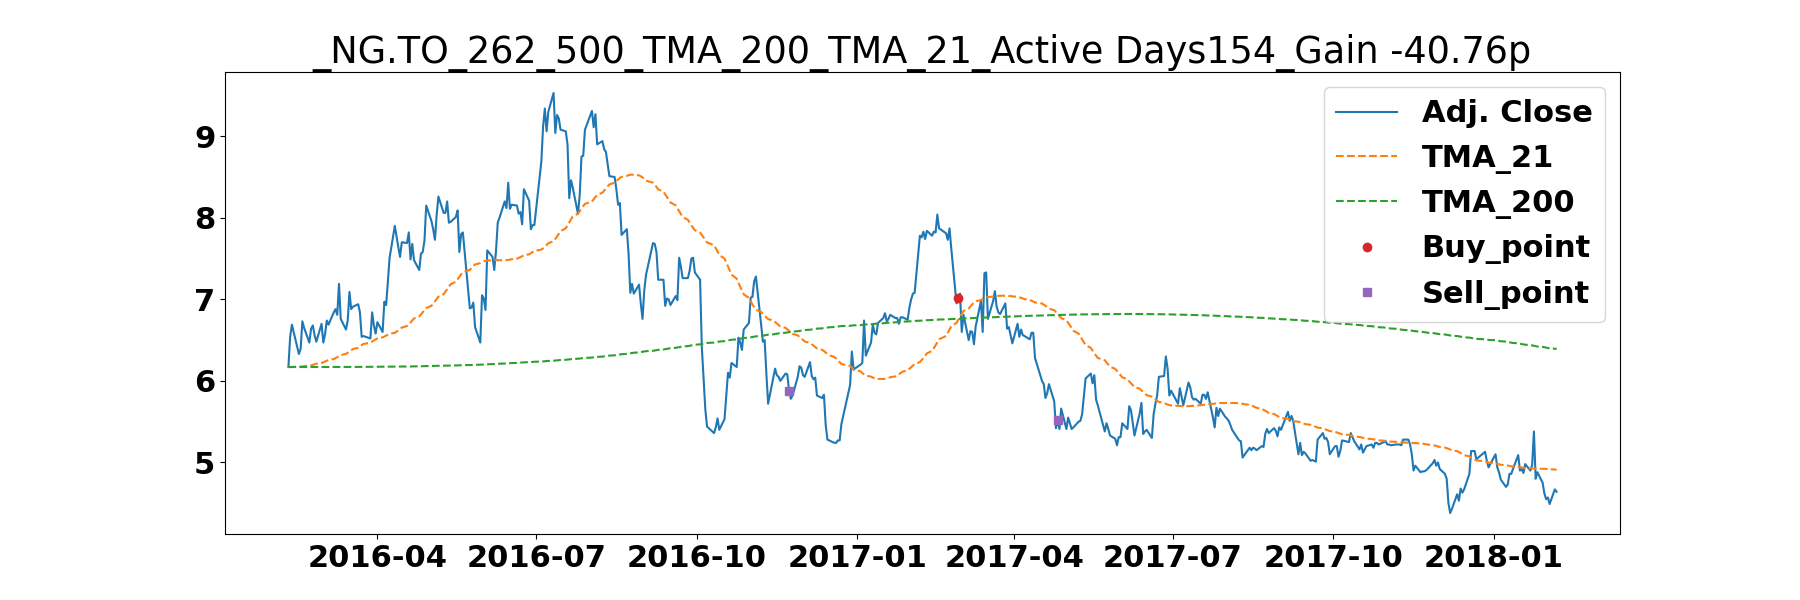 _NG.TO_262_500_TMA_200_TMA_21_Active Days154_Gain -40.76p
Adj. Close
TMA_21
TMA_200
Buy_point
Sell_point
9
8
7
6
5
2016-04 2016-07 2016-10 2017-01 2017-04 2017-07 2017-10 2018-01